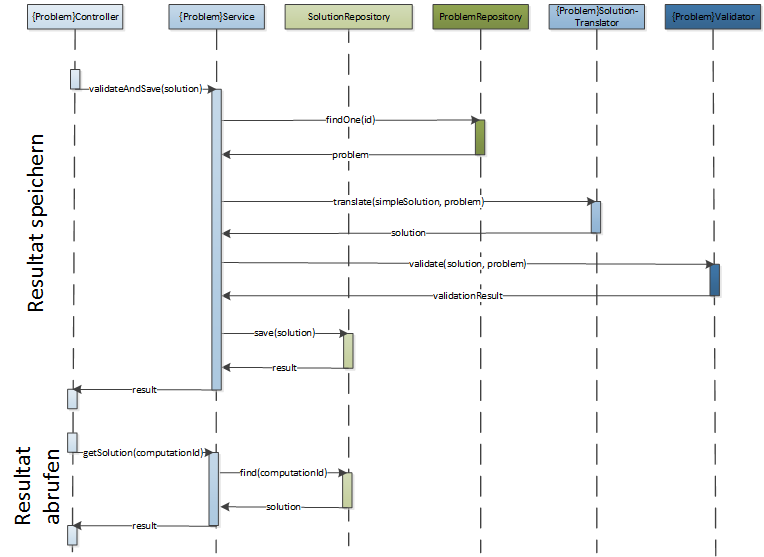 {Problem}Controller
{Problem}Service
SolutionRepository
ProblemRepository
{Problem}Solution-
Translator
{Problem}Validator
Resultat speichern
validateAndSave(solution)
findOne(id)
problem
translate(simpleSolution, problem)
solution
validate(solution, problem)
validationResult
save(solution)
result
result
Resultat
abrufen
getSolution(computationId)
find(computationId)
solution
result